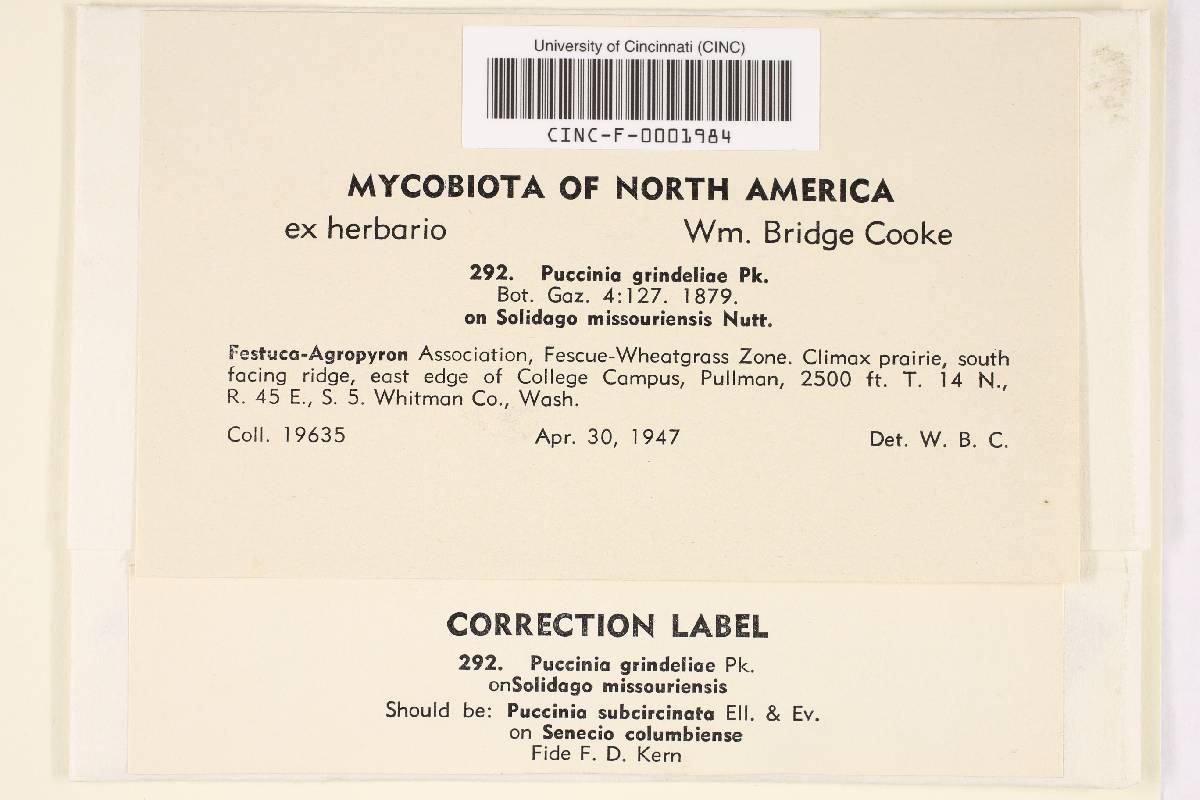 University of Cincinnati (CINC)
CINC-F-0001984
MYCOBIOTA OF NORTH AMERICA
ex herbario Wm. Bridge Cooke
292. Puccinia grindeliae Pk.
Bot. Gaz. 4:127. 1879.
on Solidago missouriensis Nutt.
Festuca-Agropyron Association, Fescue-Wheatgrass Zone. Climax prairie, south
facing ridge, east edge of College Campus, Pullman, 2500 ft. T. 14 N.,
R. 45 E., S. 5. Whitman Co., Wash.
Coll. 19635 Apr. 30, 1947 Det. W. B. C.
CORRECTION LABEL
292. Puccinia grindeliae Pk.
onSolidago missouriensis
Should be: Puccinia subcircinata Ell. & Ev.
on Senecio columbiense
Fide F. D. Kern